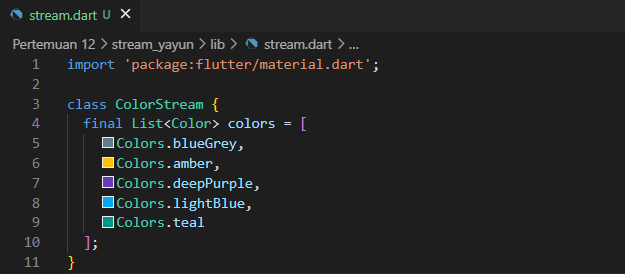 stream.dart U ×
Pertemuan 12 > stream_yayun > lib > stream.dart > ...
1 import 'package:flutter/material.dart';
2
3 class ColorStream {
4 final List<Color> colors = [
5 Colors.blueGrey,
6 Colors.amber,
7 Colors.deepPurple,
8 Colors.lightBlue,
9 Colors.teal
10 ];
11 }